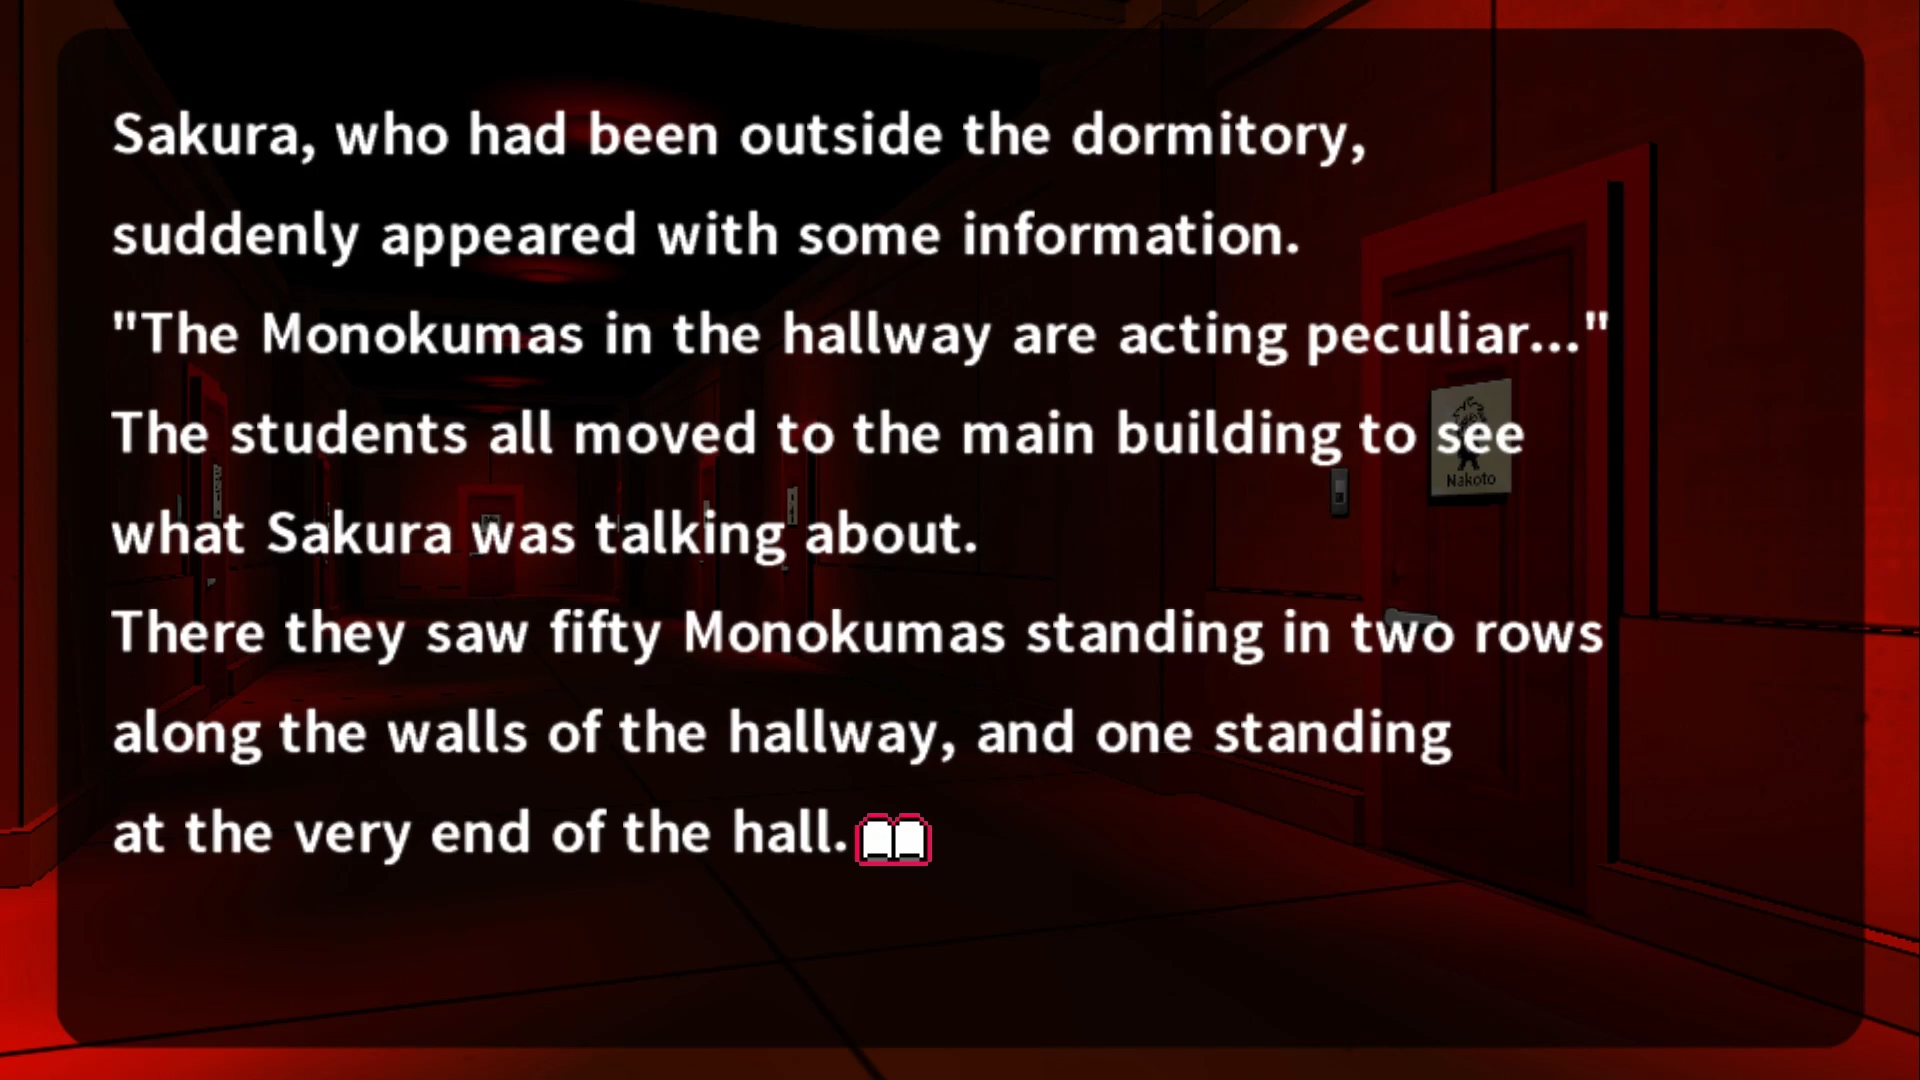 Sakura, who had been outside the dormitory,
suddenly appeared with some information.
"The Monokumas in the hallway are acting peculiar..."
The students all moved to the main building to see
what Sakura was talking about.
There they saw fifty Monokumas standing in two rows
along the walls of the hallway, and one standing
at the very end of the hall.
Nakoto